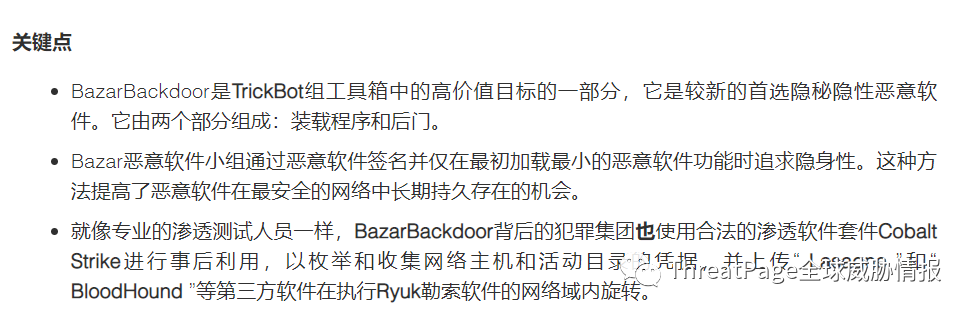 关键点
• BazarBackdoor是TrickBot组工具箱中的高价值目标的一部分，它是较新的首选隐秘隐性恶意软
件。它由两个部分组成：装载程序和后门。
• Bazar恶意软件小组通过恶意软件签名并仅在最初加载最小的恶意软件功能时追求隐身性。这种方
法提高了恶意软件在最安全的网络中长期持久存在的机会。
• 就像专业的渗透测试人员一样，BazarBackdoor背后的犯罪集团也使用合法的渗透软件套件Cobalt
Strike进行事后利用，以枚举和收集网络主机和活动目录 凭据，并上传“ Lasagne ”和“
BloodHound ”等第三方软件在执行Ryuk勒索软件的网络域内旋转。
ThreatPage全球威胁情报